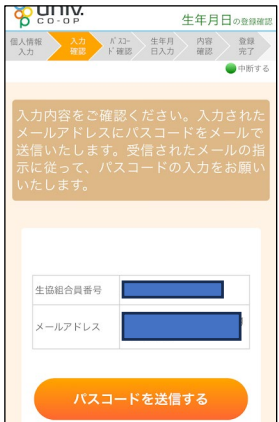 univ.
CO-OP
生年月日の登録確認
個人情報入力
入力確認
パスコード確認
生年月日入力
内容確認
登録完了
中断する
入力内容をご確認ください。入力された
メールアドレスにパスコードをメールで
送信いたします。受信されたメールの指
示に従って、パスコードの入力をお願い
いたします。
生協組合員番号
メールアドレス
パスコードを送信する